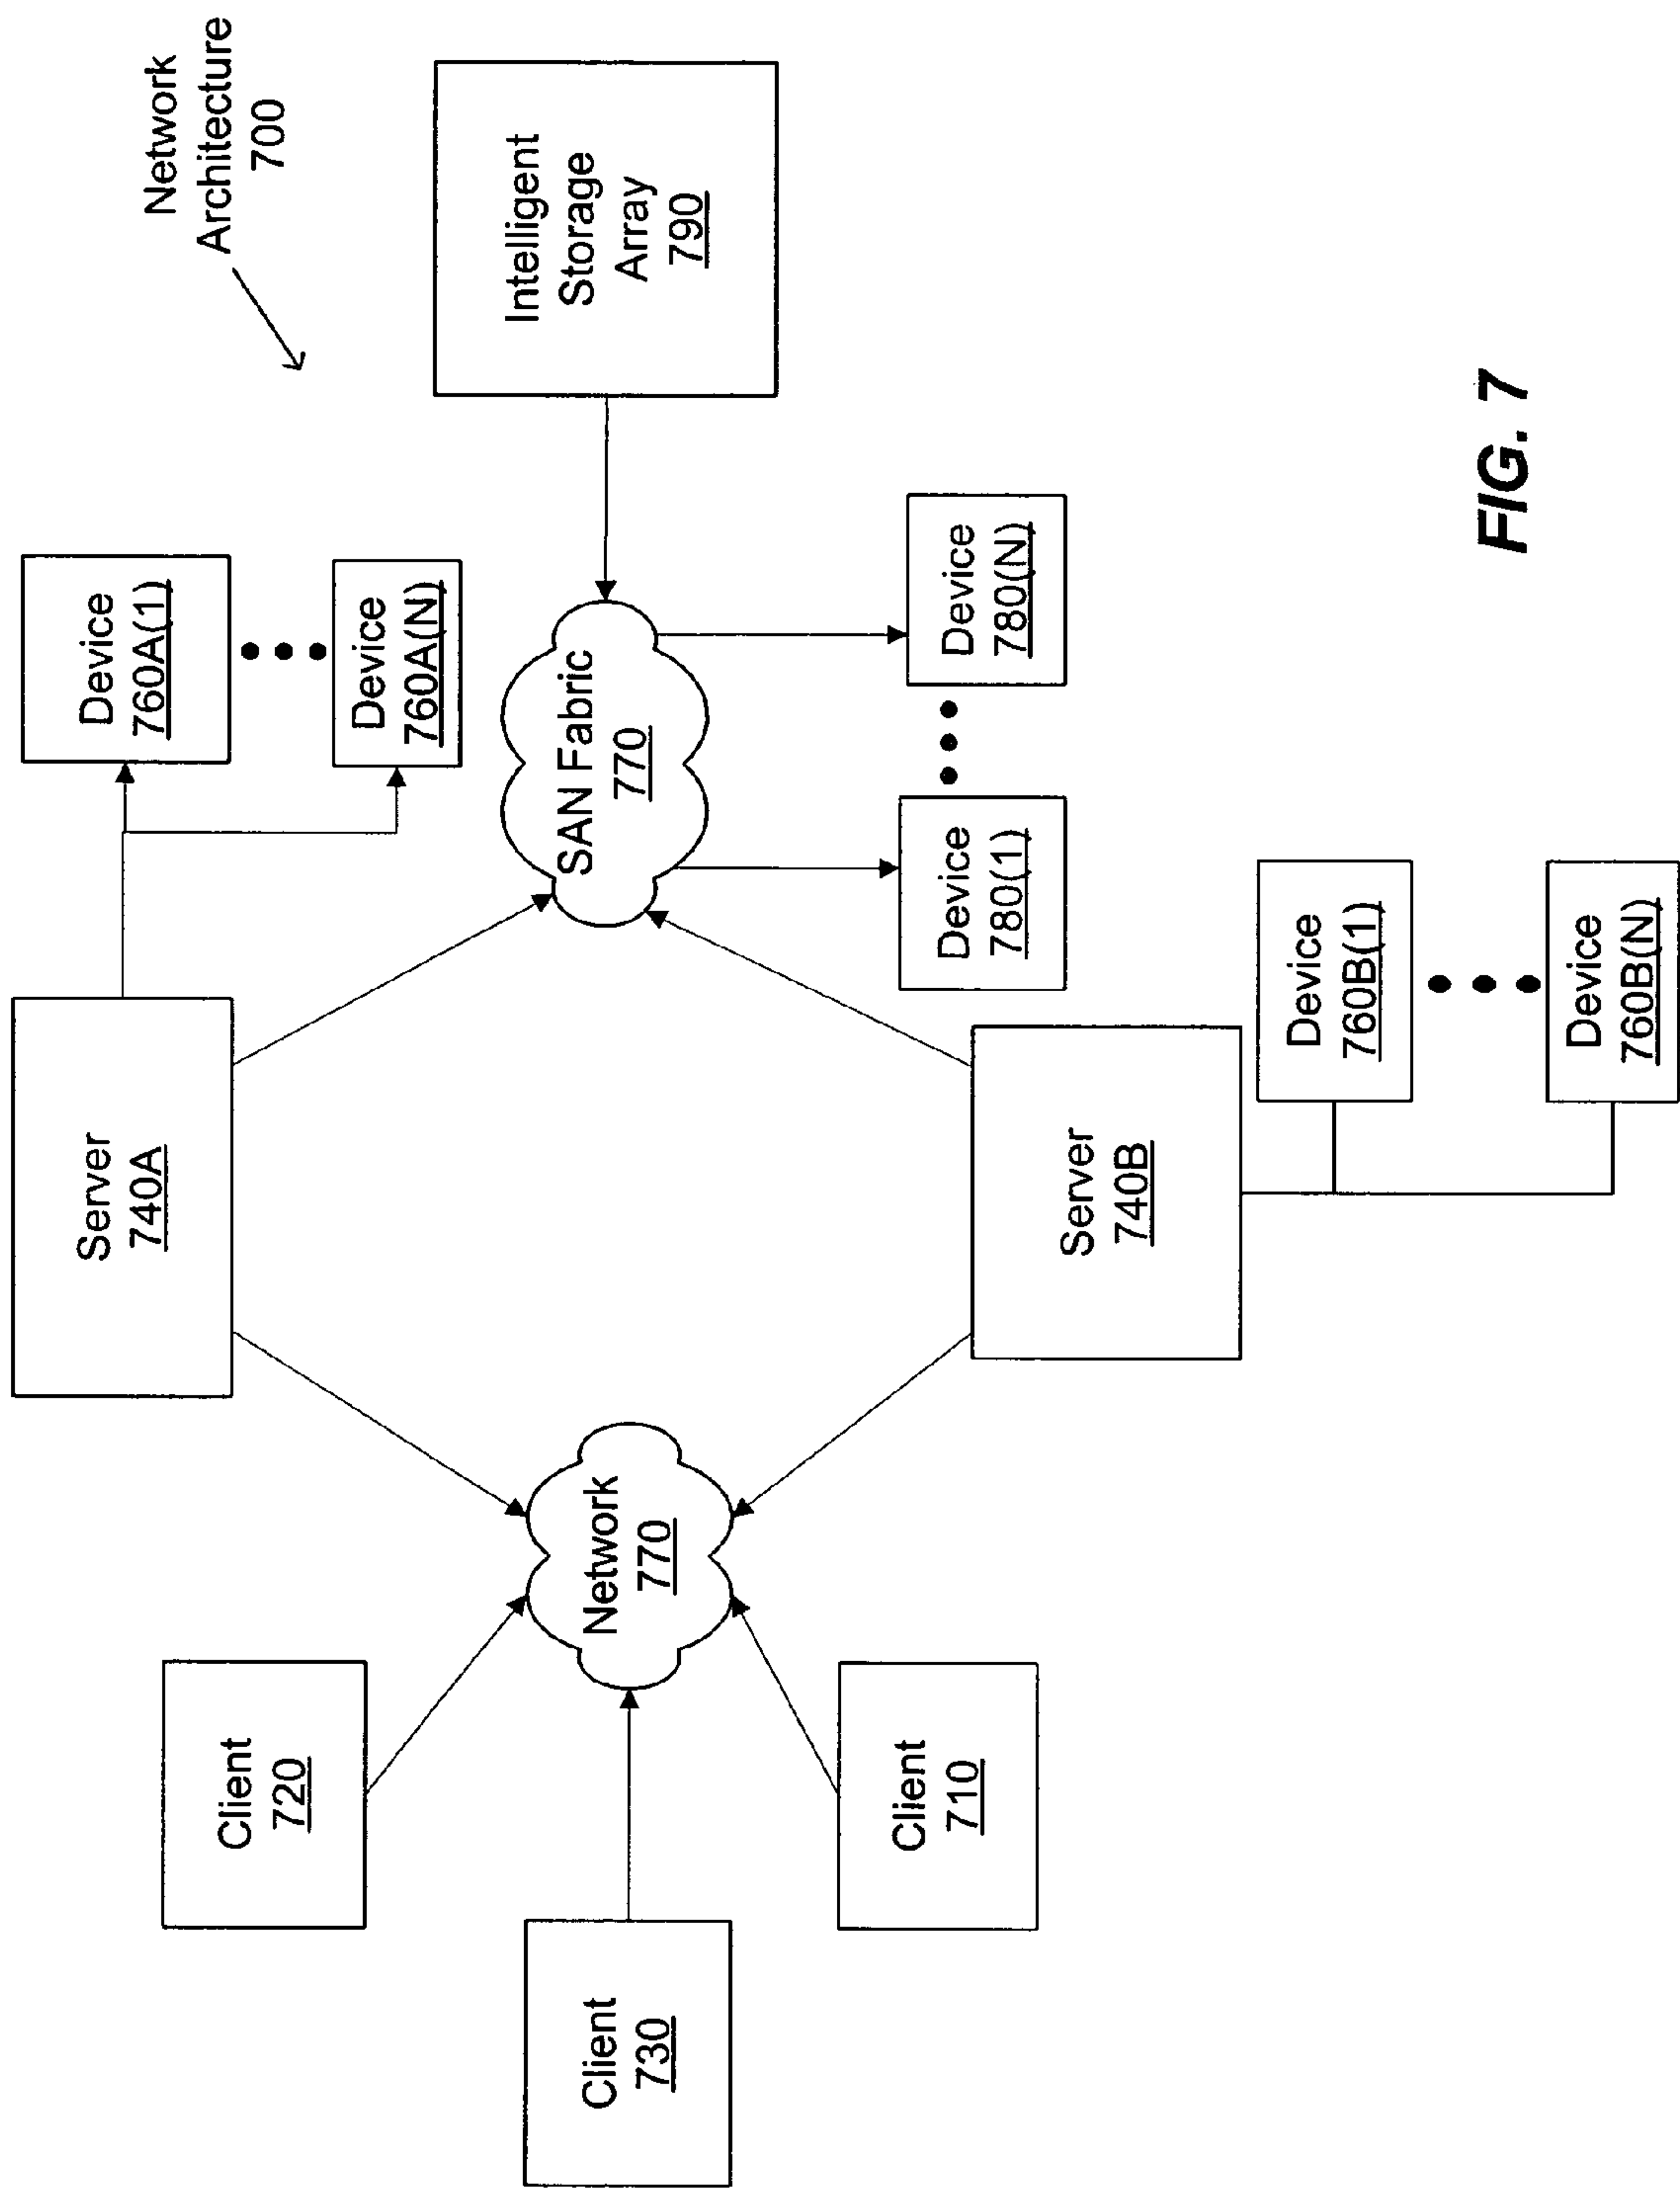 Network
Architecture
700
Device
760A(1)
Device
760A(N)
Server
740A
Intelligent
Storage
Array
790
SAN Fabric
770
Client
720
Network
770
Client
730
Client
710
Device
780(1)
Device
780(N)
Server
740B
Device
760B(1)
Device
760B(N)
FIG. 7